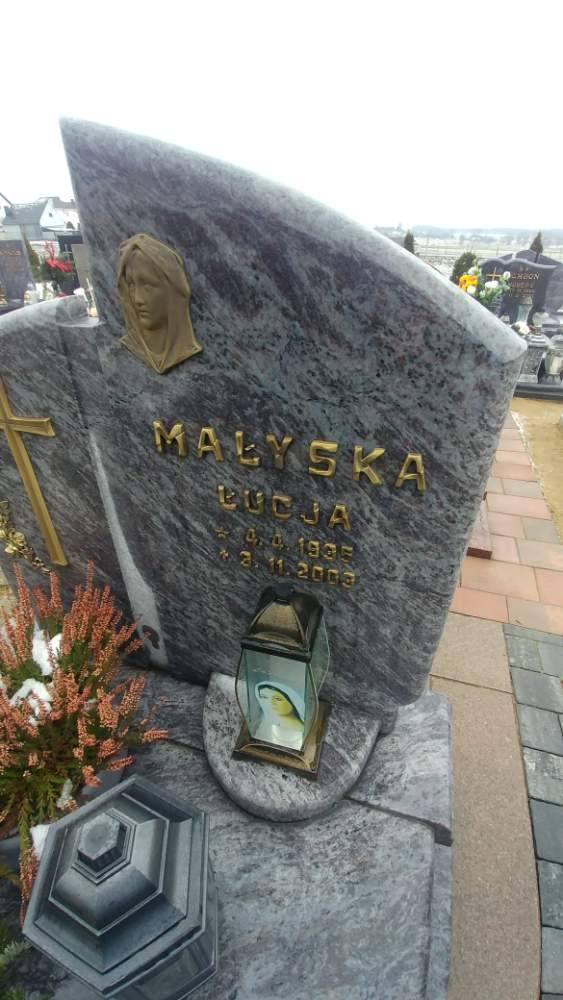 MAŁYSKA
ŁUCJA
* 4.4.1935
+ 3.11.2003